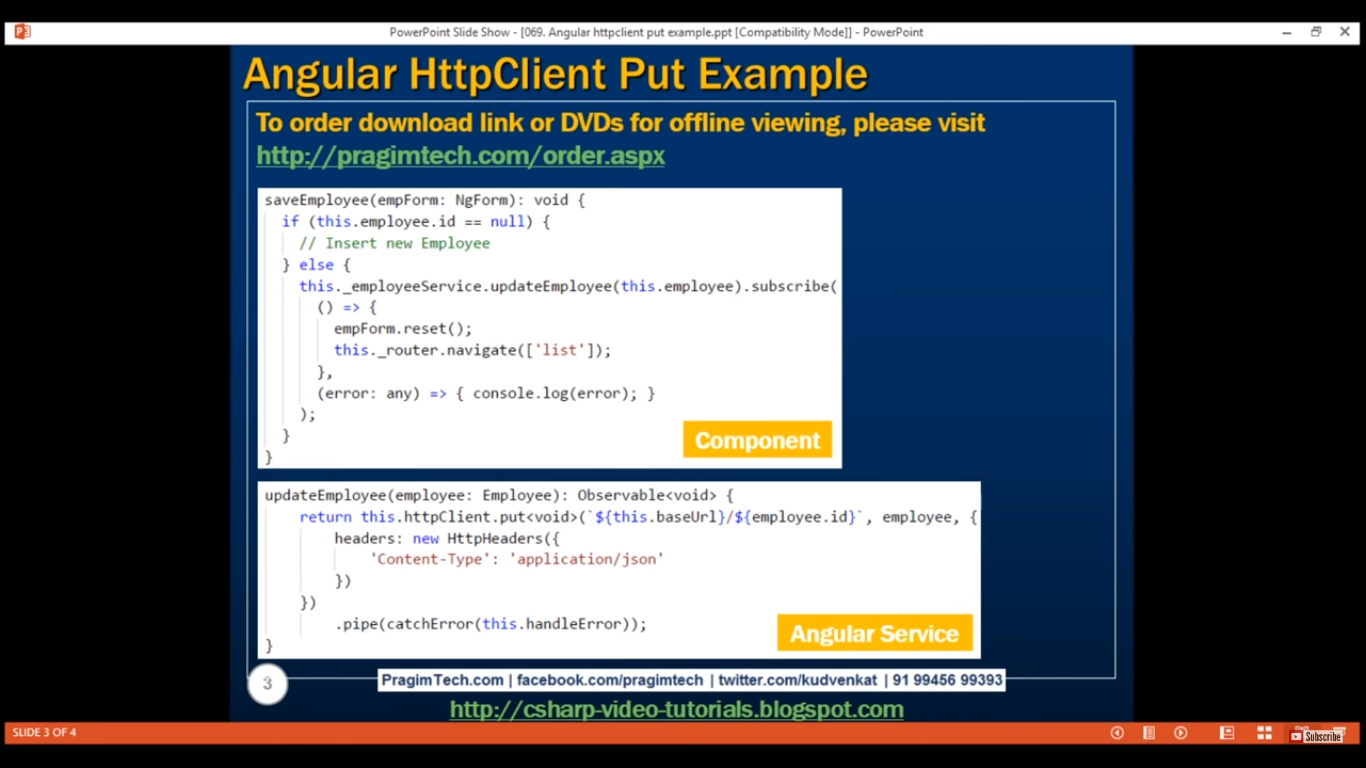 PowerPoint Slide Show - [069. Angular httpclient put example.ppt [Compatibility Mode]] - PowerPoint
Angular HttpClient Put Example
To order download link or DVDs for offline viewing, please visit
http://pragimtech.com/order.aspx
saveEmployee(empForm: NgForm): void {
if (this.employee.id == null) {
// Insert new Employee
} else {
this._employeeService.updateEmployee(this.employee).subscribe(
() => {
empForm.reset();
this._router.navigate(['list']);
},
(error: any) => { console.log(error); }
);
}
}
Component
updateEmployee(employee: Employee): Observable<void> {
return this.httpClient.put<void>(`${this.baseUrl}/${employee.id}`, employee, {
headers: new HttpHeaders({
'Content-Type': 'application/json'
})
})
.pipe(catchError(this.handleError));
}
Angular Service
3
PragimTech.com | facebook.com/pragimtech | twitter.com/kudvenkat | 91 99456 99393
http://csharp-video-tutorials.blogspot.com
SLIDE 3 OF 4
Subscribe